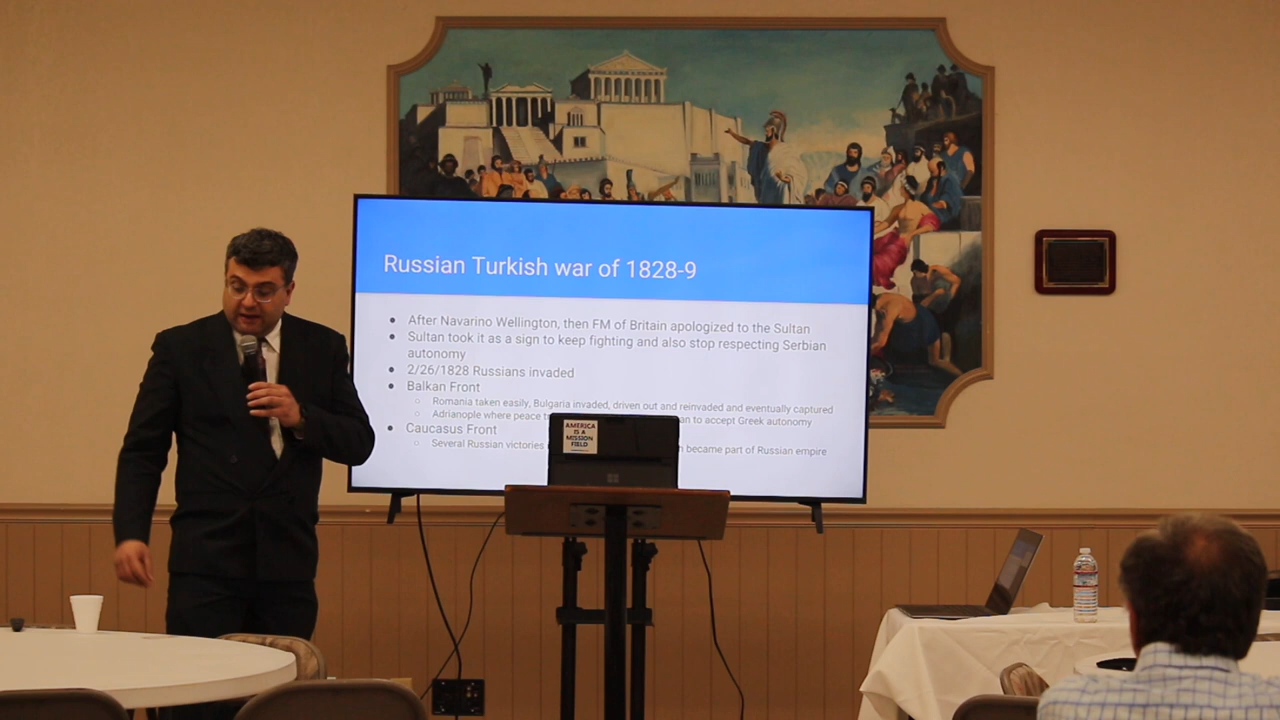 Russian Turkish war of 1828-9
● After Navarino Wellington, then FM of Britain apologized to the Sultan
● Sultan took it as a sign to keep fighting and also stop respecting Serbian
autonomy
● 2/26/1828 Russians invaded
● Balkan Front
○ Romania taken easily, Bulgaria invaded, driven out and reinvaded and eventually captured
○ Adrianople where peace an to accept Greek autonomy
● Caucasus Front
○ Several Russian victories became part of Russian empire
AMERICA
IS A
MISSION
FIELD